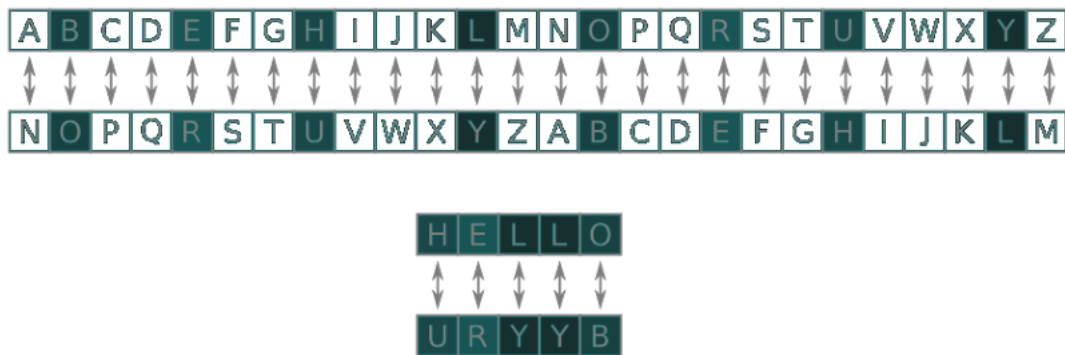 A B C D E F G H I J K L M N O P Q R S T U V W X Y Z
N O P Q R S T U V W X Y Z A B C D E F G H I J K L M
H E L L O
U R Y Y B